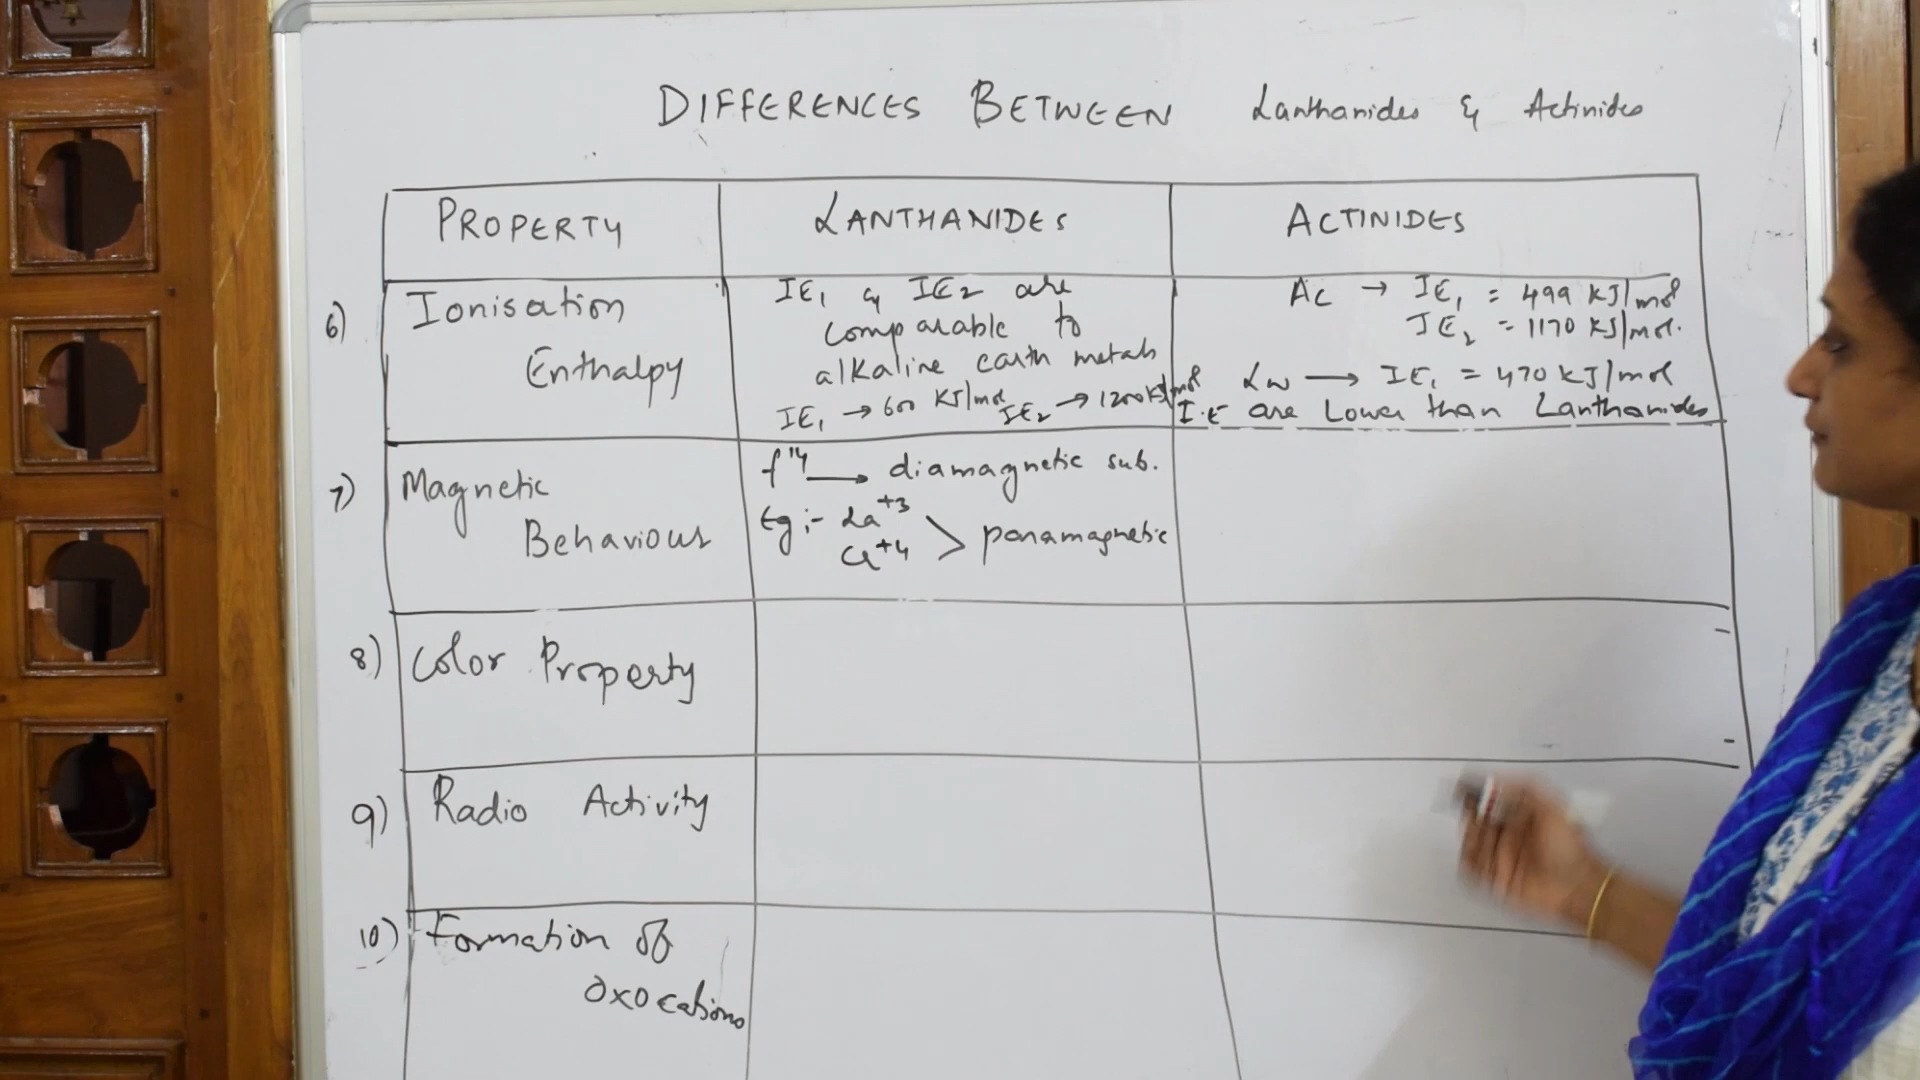 DIFFERENCES BETWEEN Lanthanides & Actinides
PROPERTY
LANTHANIDES
ACTINIDES
6) Ionisation
Enthalpy
IE1 & IE2 are
comparable to
alkaline earth metals
IE1 → 600 KJ/mol IE2 → 1200 KJ/mol
Ac → IE1 = 499 KJ/mol
IE2 = 1170 KJ/mol.
Lw → IE1 = 470 KJ/mol
I.E are Lower than Lanthanides
7) Magnetic
Behaviour
f14 → diamagnetic sub.
Eg:- La+3
Ce+4 > paramagnetic
8) Color Property
9) Radio Activity
10) Formation of
oxocations